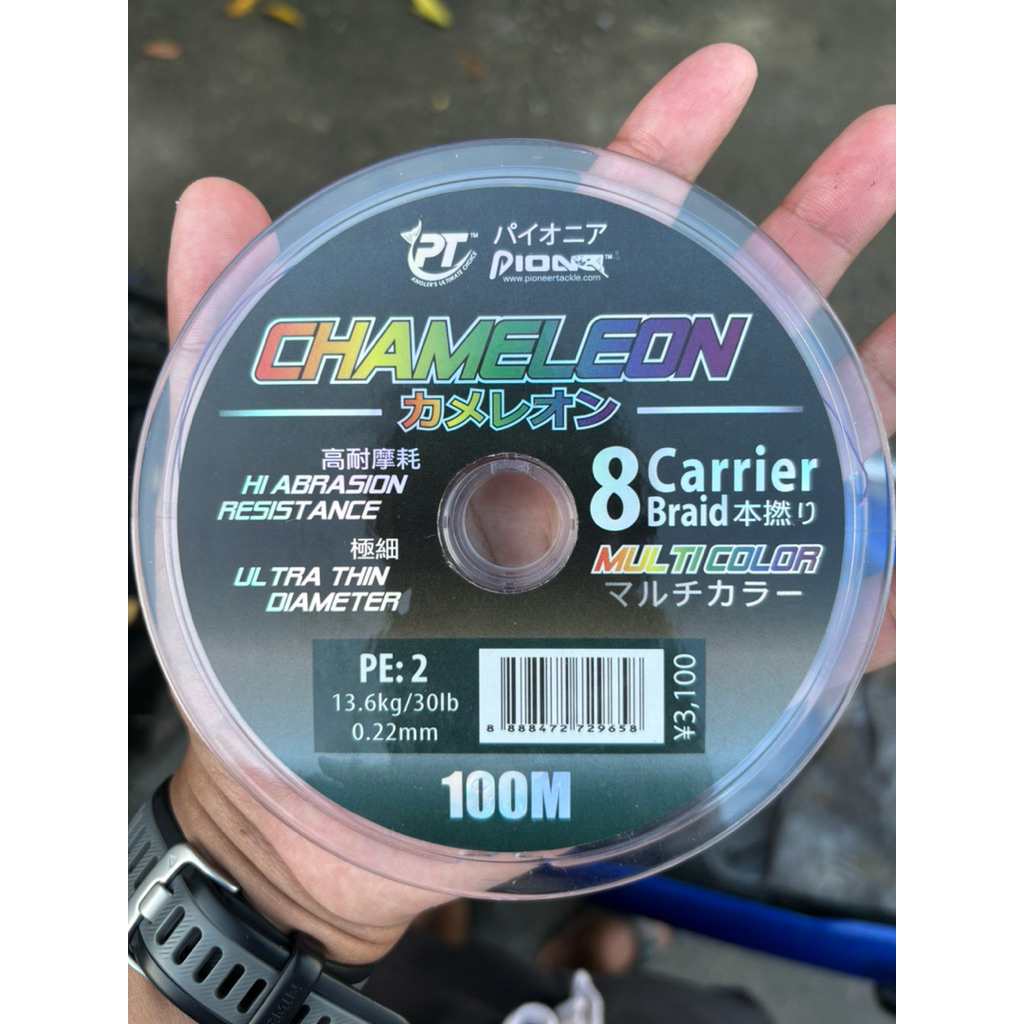 PT™
ANGLER'S ULTIMATE CHOICE
パイオニア
www.pioneertackle.com
CHAMELEON
カメレオン
高耐摩耗
HI ABRASION
RESISTANCE
極細
ULTRA THIN
DIAMETER
8 Carrier
Braid 本撚り
MULTI COLOR
マルチカラー
PE: 2
13.6kg/30lb
0.22mm
8 888472 729658
¥3,100
100M